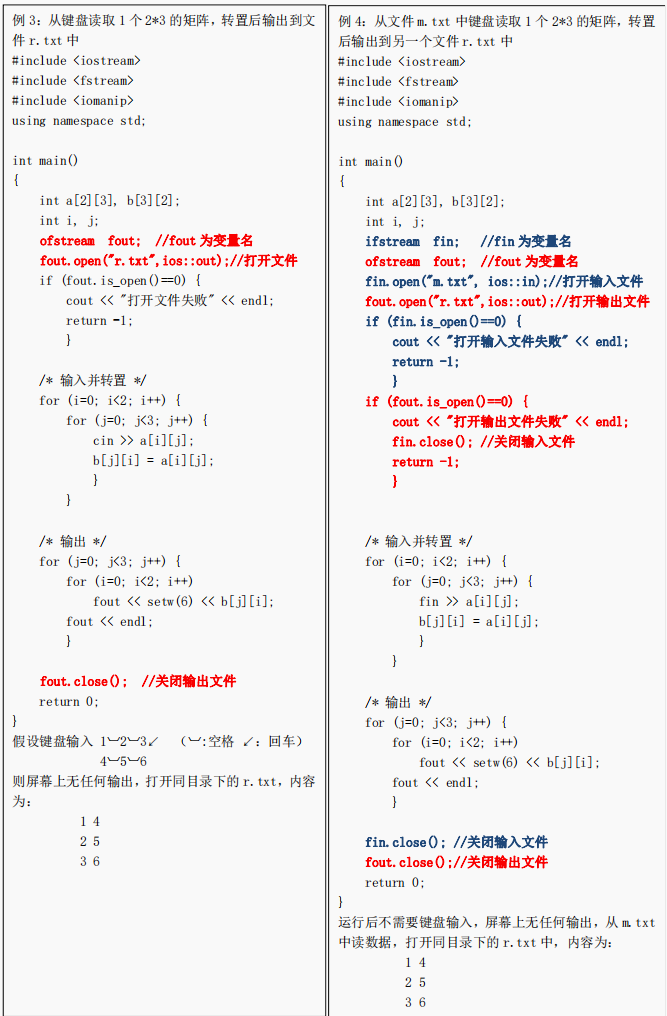 例 3：从键盘读取 1 个 2*3 的矩阵，转置后输出到文
件 r.txt 中
#include <iostream>
#include <fstream>
#include <iomanip>
using namespace std;
int main()
{
int a[2][3], b[3][2];
int i, j;
ofstream fout; //fout 为变量名
fout.open("r.txt",ios::out);//打开文件
if (fout.is_open()==0) {
cout << "打开文件失败" << endl;
return -1;
}
/* 输入并转置 */
for (i=0; i<2; i++) {
for (j=0; j<3; j++) {
cin >> a[i][j];
b[j][i] = a[i][j];
}
}
/* 输出 */
for (j=0; j<3; j++) {
for (i=0; i<2; i++)
fout << setw(6) << b[j][i];
fout << endl;
}
fout.close(); //关闭输出文件
return 0;
}
假设键盘输入 1︺2︺3↙ （︺:空格 ↙：回车）
4︺5︺6
则屏幕上无任何输出，打开同目录下的 r.txt，内容
为：
1 4
2 5
3 6
例 4：从文件 m.txt 中键盘读取 1 个 2*3 的矩阵，转置
后输出到另一个文件 r.txt 中
#include <iostream>
#include <fstream>
#include <iomanip>
using namespace std;
int main()
{
int a[2][3], b[3][2];
int i, j;
ifstream fin; //fin 为变量名
ofstream fout; //fout 为变量名
fin.open("m.txt", ios::in);//打开输入文件
fout.open("r.txt",ios::out);//打开输出文件
if (fin.is_open()==0) {
cout << "打开输入文件失败" << endl;
return -1;
}
if (fout.is_open()==0) {
cout << "打开输出文件失败" << endl;
fin.close(); //关闭输入文件
return -1;
}
/* 输入并转置 */
for (i=0; i<2; i++) {
for (j=0; j<3; j++) {
fin >> a[i][j];
b[j][i] = a[i][j];
}
}
/* 输出 */
for (j=0; j<3; j++) {
for (i=0; i<2; i++)
fout << setw(6) << b[j][i];
fout << endl;
}
fin.close(); //关闭输入文件
fout.close();//关闭输出文件
return 0;
}
运行后不需要键盘输入，屏幕上无任何输出，从 m.txt
中读数据，打开同目录下的 r.txt 中，内容为：
1 4
2 5
3 6